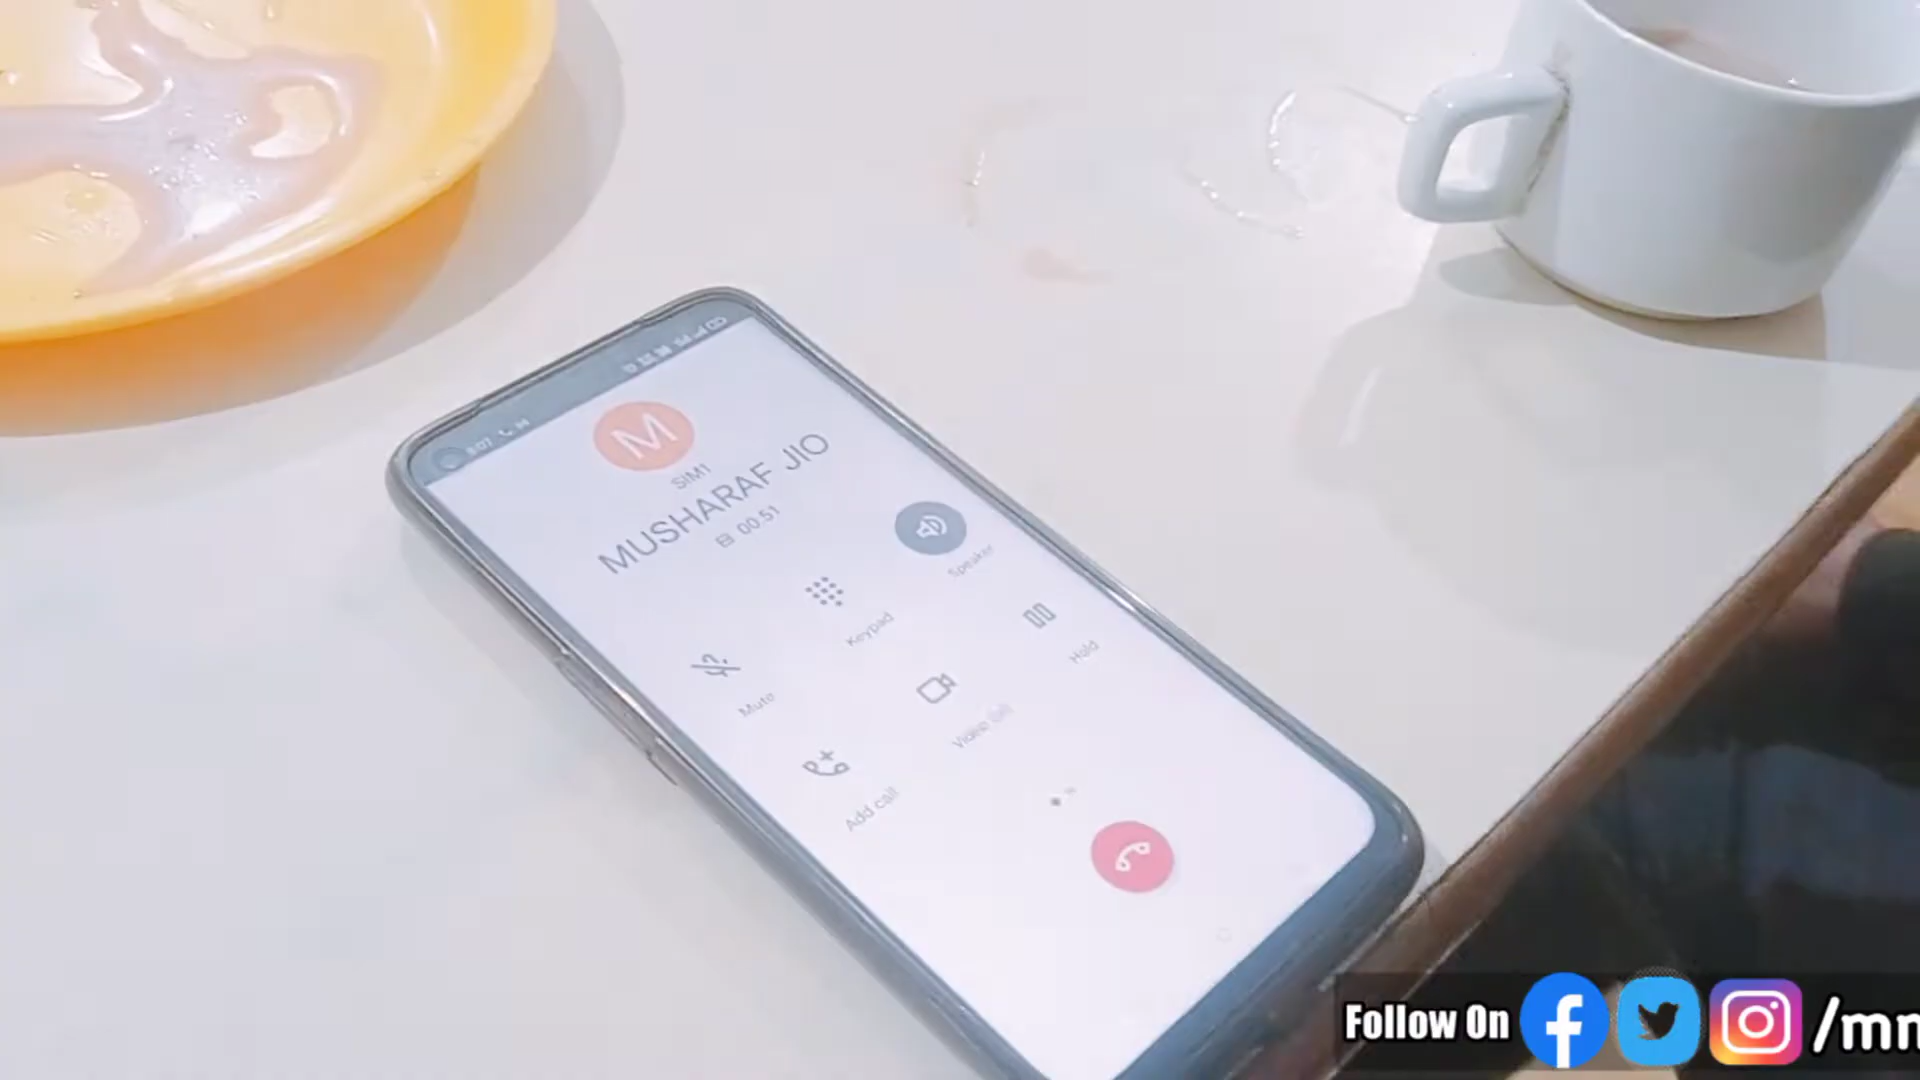 M
SIM1
MUSHARAF JIO
00:51
Speaker
Keypad
Mute
Hold
Video call
Add call
Follow On
/mn